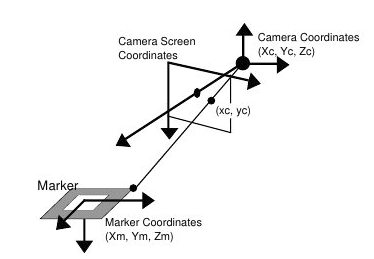 Camera Screen
Coordinates
Camera Coordinates
(Xc, Yc, Zc)
(xc, yc)
Marker
Marker Coordinates
(Xm, Ym, Zm)